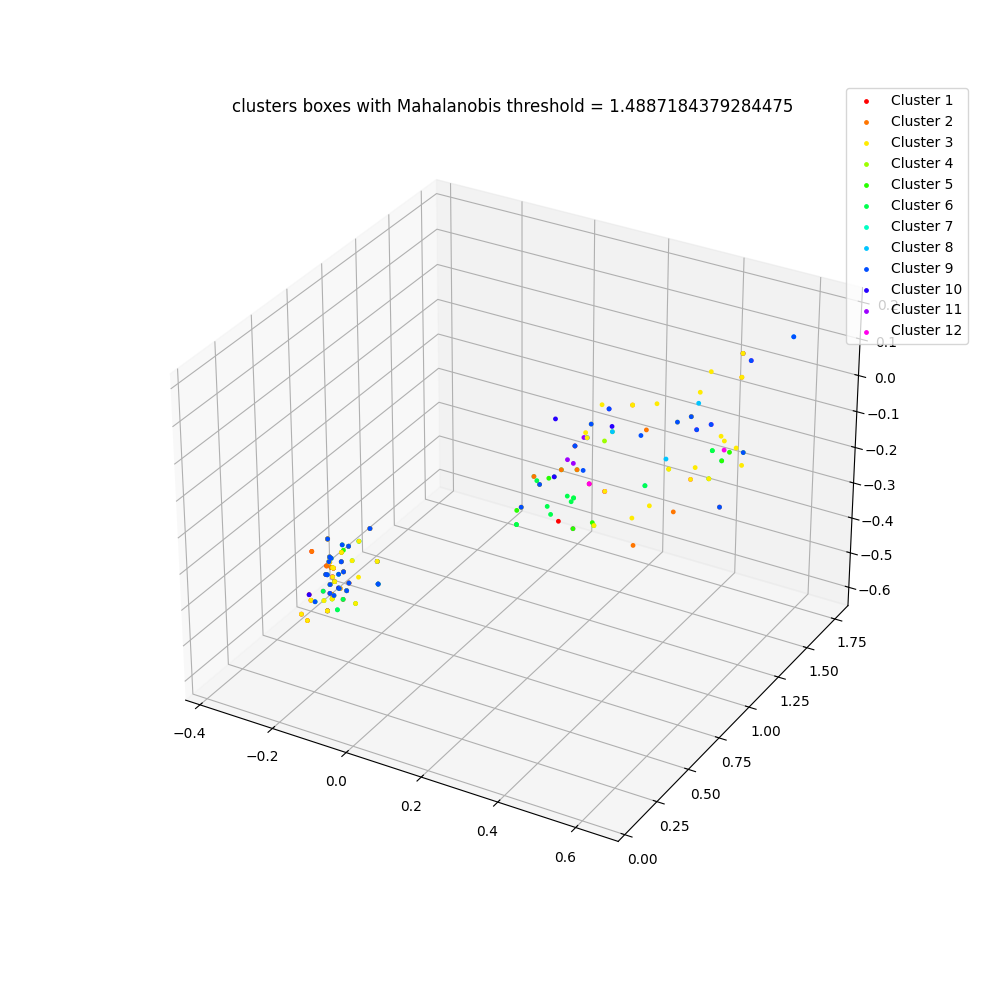 clusters boxes with Mahalanobis threshold = 1.4887184379284475
Cluster 1
Cluster 2
Cluster 3
Cluster 4
Cluster 5
Cluster 6
Cluster 7
Cluster 8
Cluster 9
Cluster 10
Cluster 11
Cluster 12
0.2
0.1
0.0
−0.1
−0.2
−0.3
−0.4
−0.5
−0.6
1.75
1.50
1.25
1.00
0.75
0.50
0.25
0.00
−0.4
−0.2
0.0
0.2
0.4
0.6